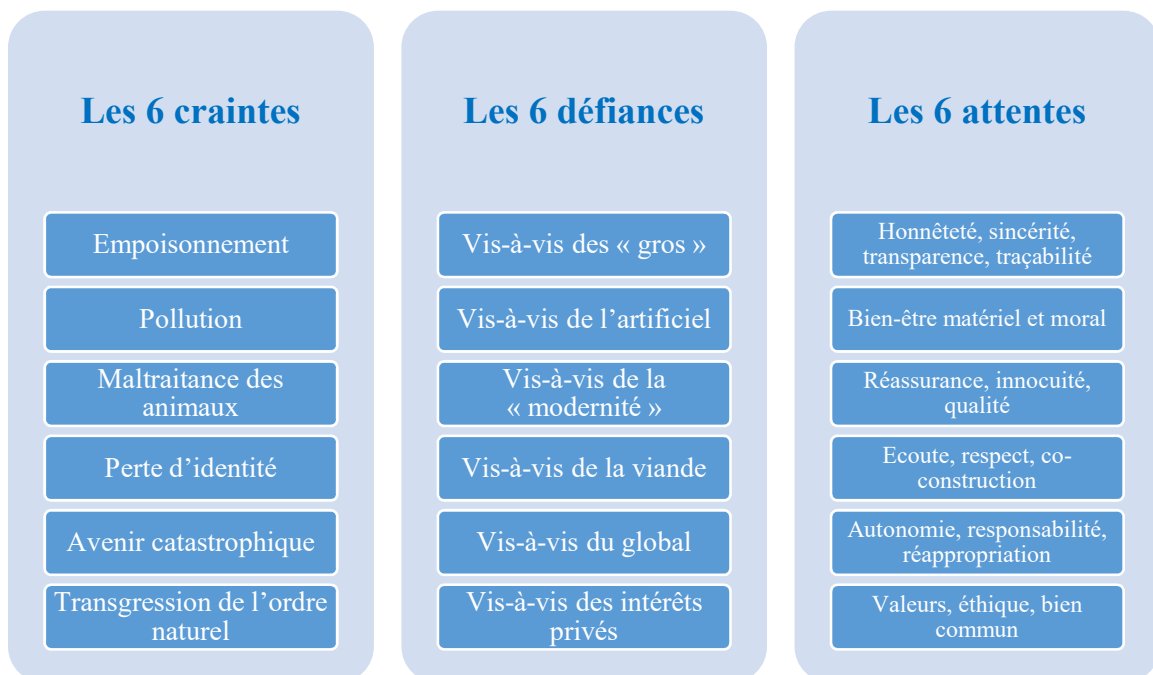 Les 6 craintes
Empoisonnement
Pollution
Maltraitance des
animaux
Perte d’identité
Avenir catastrophique
Transgression de l’ordre
naturel
Les 6 défiances
Vis-à-vis des « gros »
Vis-à-vis de l’artificiel
Vis-à-vis de la
« modernité »
Vis-à-vis de la viande
Vis-à-vis du global
Vis-à-vis des intérêts
privés
Les 6 attentes
Honnêteté, sincérité,
transparence, traçabilité
Bien-être matériel et moral
Réassurance, innocuité,
qualité
Ecoute, respect, co-
construction
Autonomie, responsabilité,
réappropriation
Valeurs, éthique, bien
commun